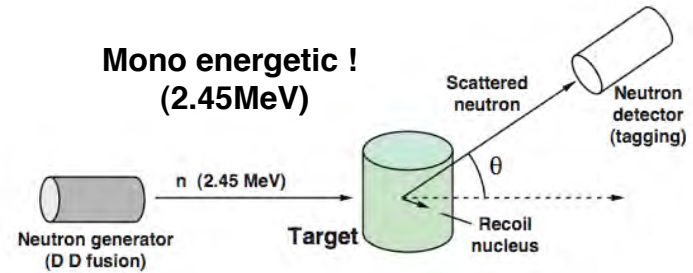 Mono energetic !
(2.45MeV)
Scattered
neutron
Neutron
detector
(tagging)
θ
n (2.45 MeV)
Target
Recoil
nucleus
Neutron generator
(D D fusion)